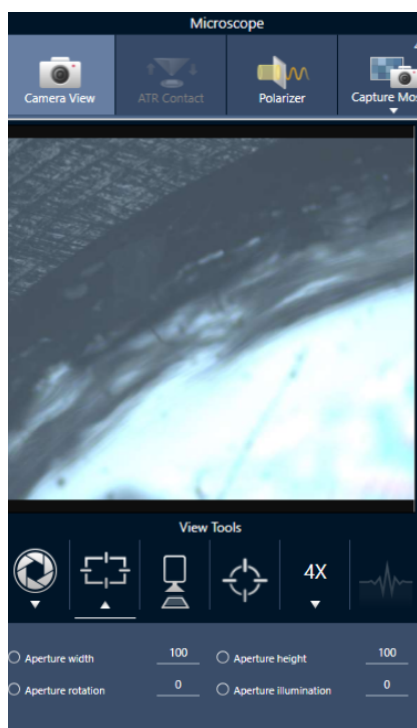 Microscope
Camera View
ATR Contact
Polarizer
Capture Mos
View Tools
4X
Aperture width 100
Aperture height 100
Aperture rotation 0
Aperture illumination 0